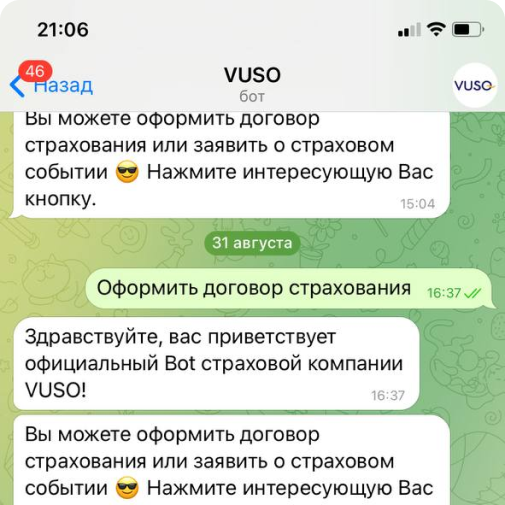 21:06
46
Назад
VUSO
бот
VUSO
Вы можете оформить договор
страхования или заявить о страховом
событии 😎 Нажмите интересующую Вас
кнопку.
15:04
31 августа
Оформить договор страхования
16:37
Здравствуйте, вас приветствует
официальный Bot страховой компании
VUSO!
16:37
Вы можете оформить договор
страхования или заявить о страховом
событии 😎 Нажмите интересующую Вас